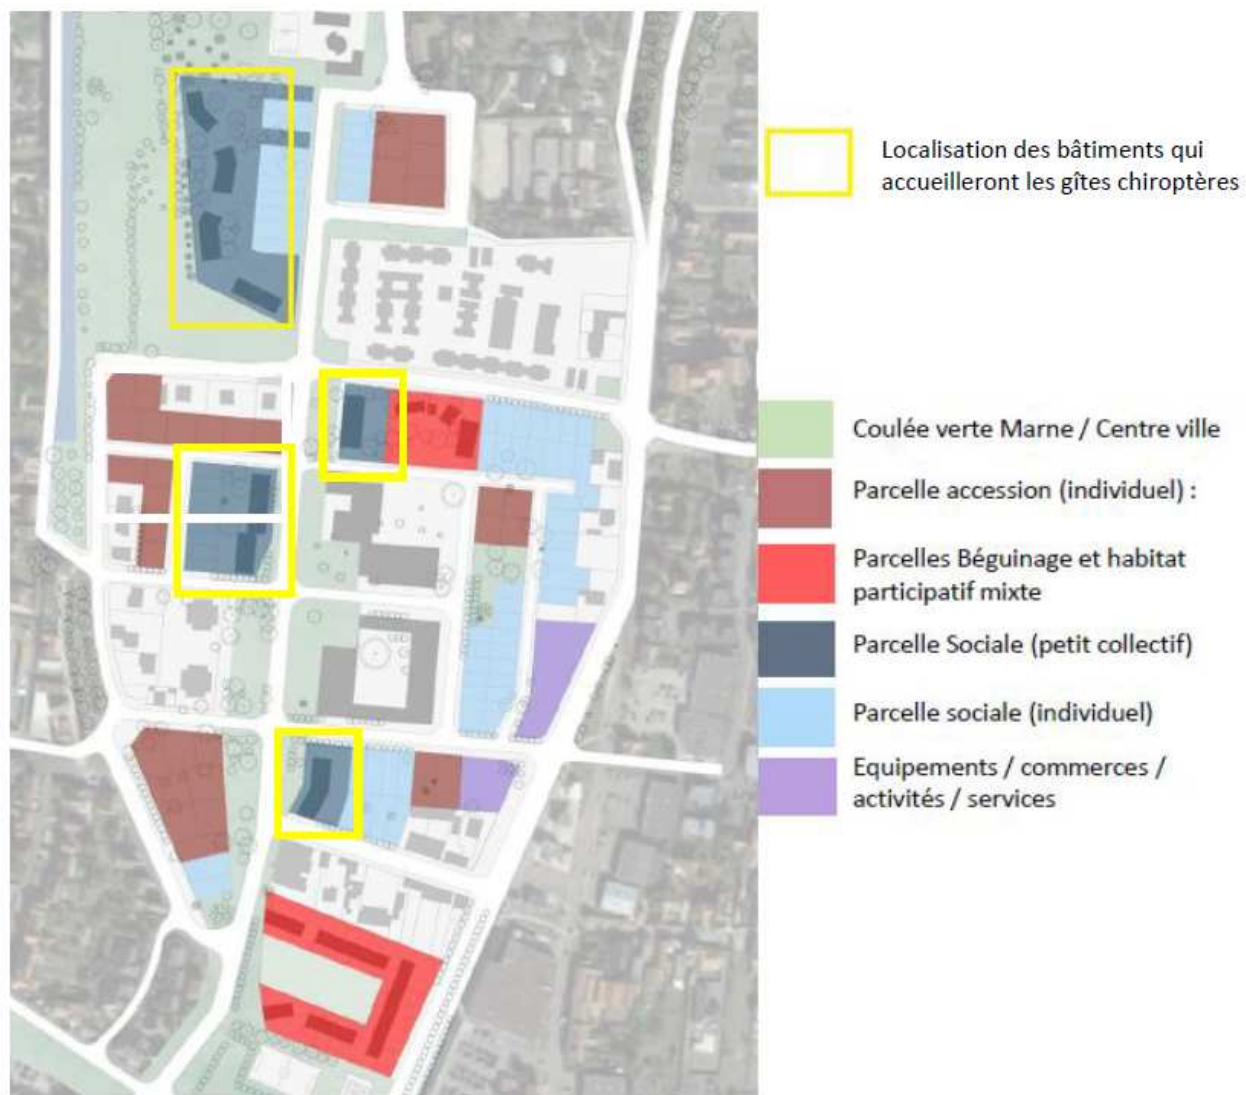 Localisation des bâtiments qui
accueilleront les gîtes chiroptères
Coulée verte Marne / Centre ville
Parcelle accession (individuel) :
Parcelles Béguinage et habitat
participatif mixte
Parcelle Sociale (petit collectif)
Parcelle sociale (individuel)
Equipements / commerces /
activités / services